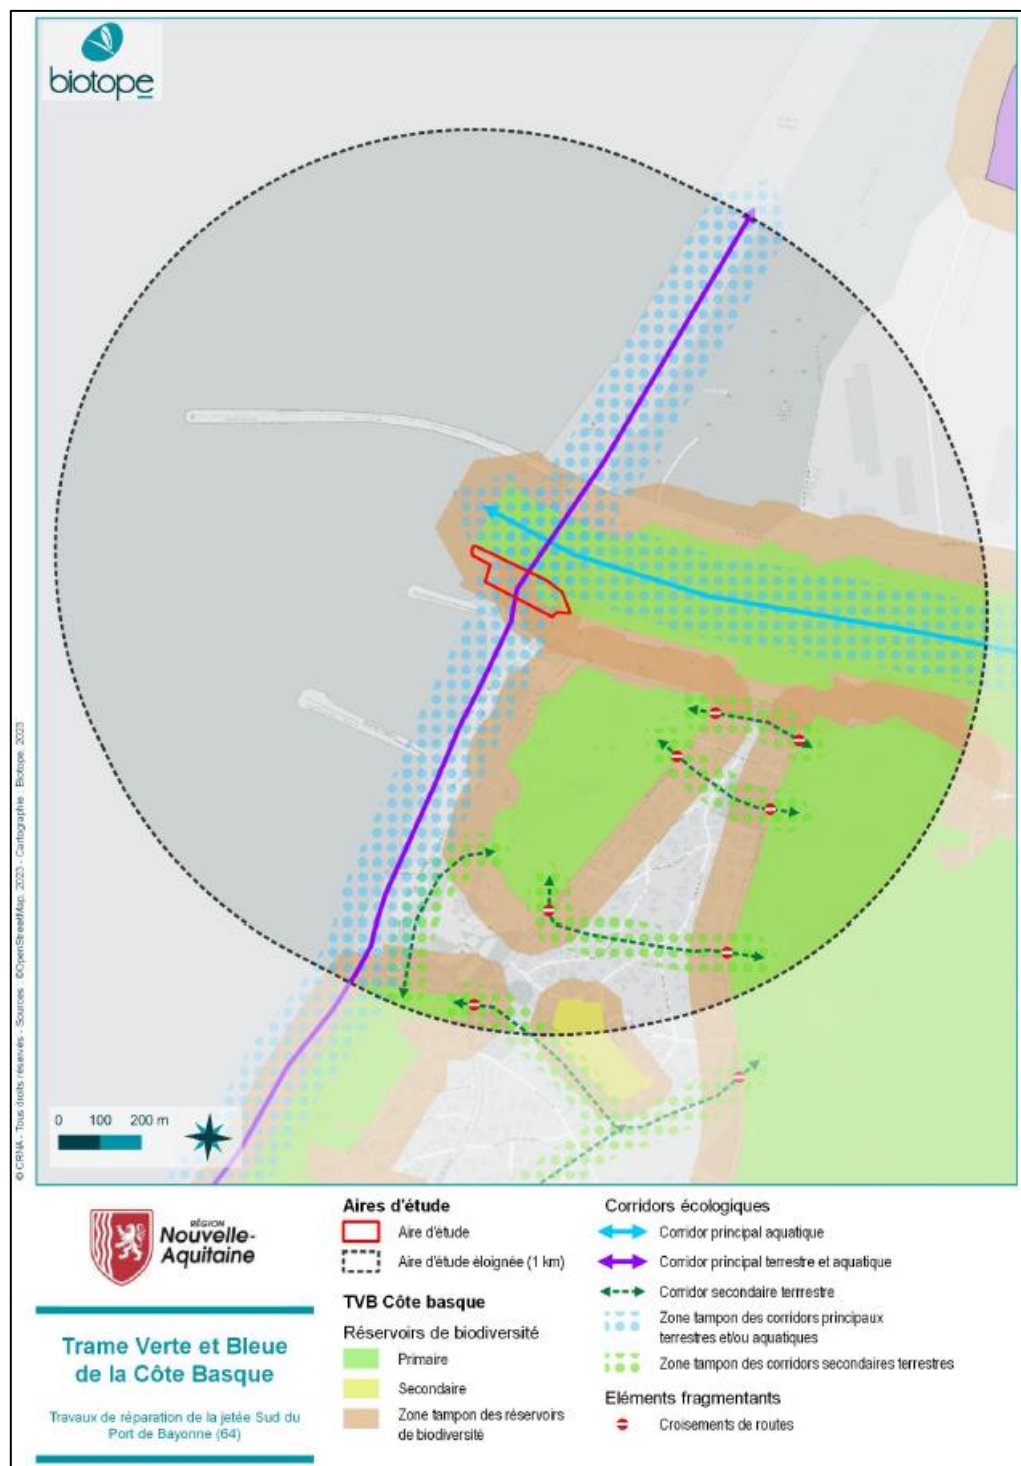 biotope
© CRNA - Tous droits réservés - Sources : ©OpenStreetMap, 2023 - Cartographie : Biotope, 2023
0 100 200 m
RÉGION
Nouvelle-
Aquitaine
Trame Verte et Bleue
de la Côte Basque
Travaux de réparation de la jetée Sud du
Port de Bayonne (64)
Aires d'étude
Aire d'étude
Aire d'étude éloignée (1 km)
TVB Côte basque
Réservoirs de biodiversité
Primaire
Secondaire
Zone tampon des réservoirs
de biodiversité
Corridors écologiques
Corridor principal aquatique
Corridor principal terrestre et aquatique
Corridor secondaire terrrestre
Zone tampon des corridors principaux
terrestres et/ou aquatiques
Zone tampon des corridors secondaires terrestres
Eléments fragmentants
Croisements de routes